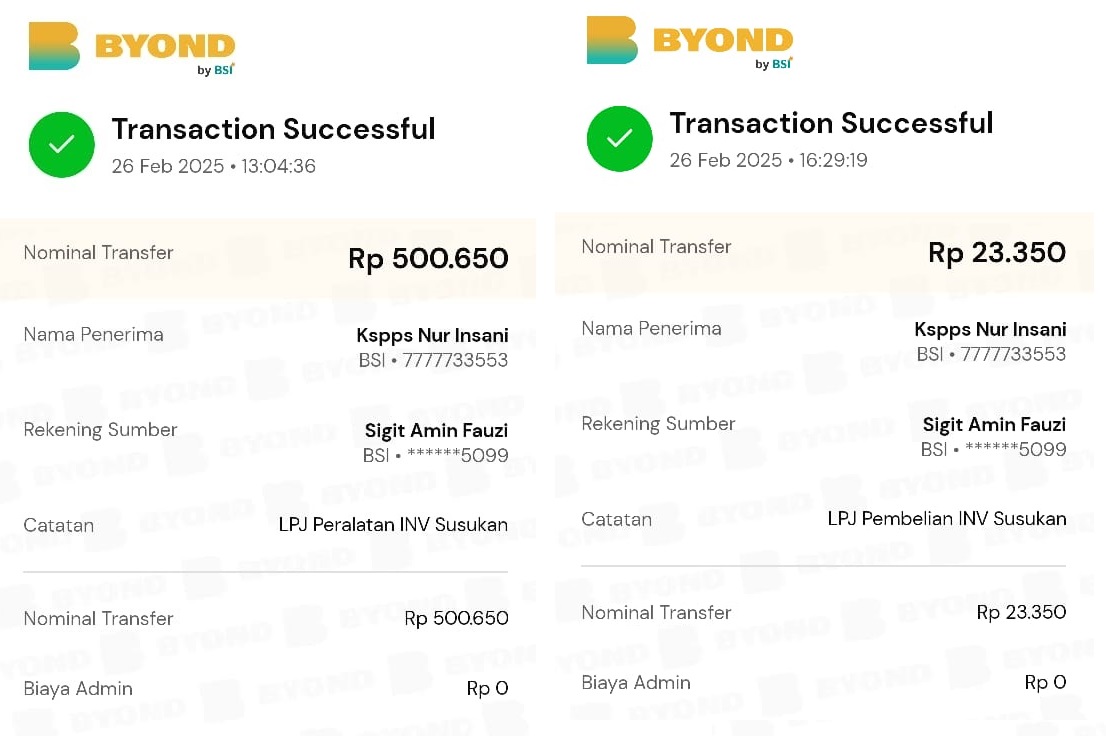 BYOND
by BSI
Transaction Successful
26 Feb 2025 • 13:04:36
Nominal Transfer
Rp 500.650
Nama Penerima
Kspps Nur Insani
BSI • 7777733553
Rekening Sumber
Sigit Amin Fauzi
BSI • ******5099
Catatan
LPJ Peralatan INV Susukan
Nominal Transfer
Rp 500.650
Biaya Admin
Rp 0
BYOND
by BSI
Transaction Successful
26 Feb 2025 • 16:29:19
Nominal Transfer
Rp 23.350
Nama Penerima
Kspps Nur Insani
BSI • 7777733553
Rekening Sumber
Sigit Amin Fauzi
BSI • ******5099
Catatan
LPJ Pembelian INV Susukan
Nominal Transfer
Rp 23.350
Biaya Admin
Rp 0